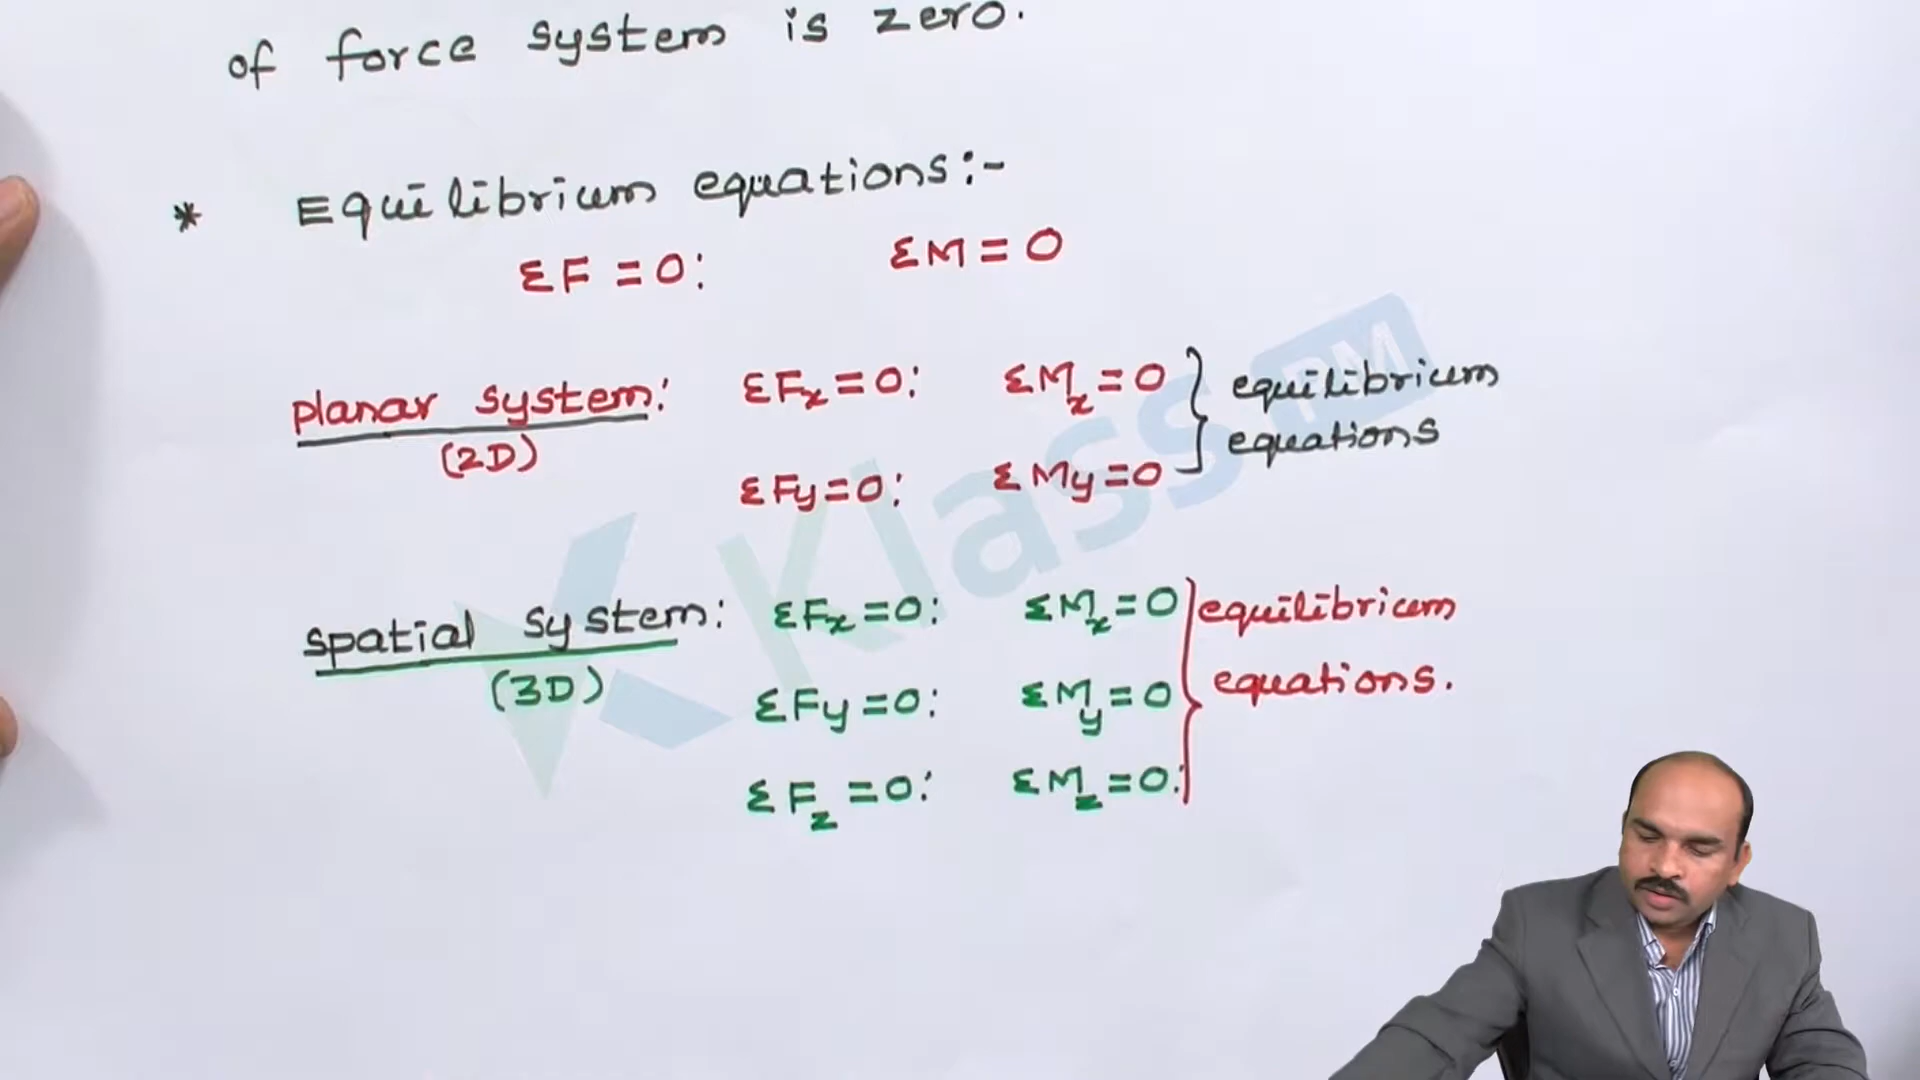 of force system is zero.
* Equilibrium equations:-
ΣF = 0: ΣM = 0
planar system: ΣFx = 0: ΣMx = 0 } equilibrium
(2D) equations
ΣFy = 0: ΣMy = 0
spatial system: ΣFx = 0: ΣMx = 0 } equilibrium
(3D) ΣFy = 0: ΣMy = 0 equations.
ΣFz = 0: ΣMz = 0:
Klass PM